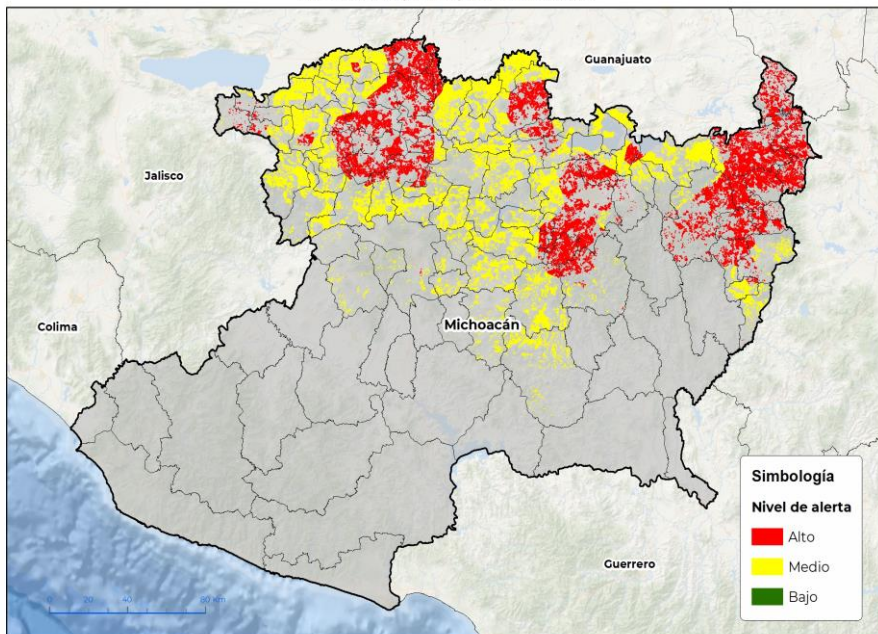 Guanajuato
Jalisco
Colima
Michoacán
Guerrero
Simbología
Nivel de alerta
Alto
Medio
Bajo
0 20 40 80 Km